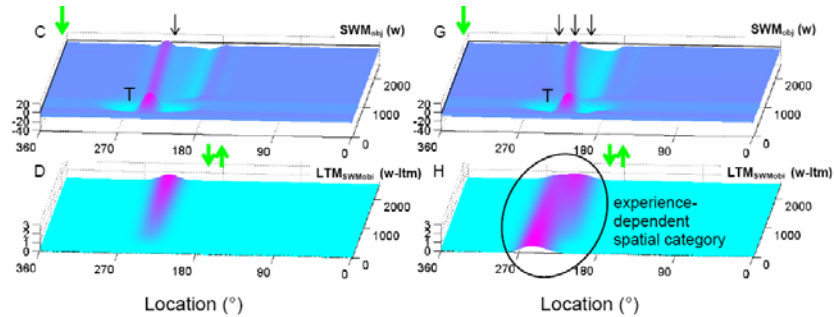 C SWMobj (w)
T
20
0
-20
-40
360 270 180 90 0
0
1000
2000
D LTMSWMobj (w-ltm)
3
2
1
0
360 270 180 90 0
0
1000
2000
Location (°)
G SWMobj (w)
T
20
0
-20
-40
360 270 180 90 0
0
1000
2000
H LTMSWMobj (w-ltm)
experience-
dependent
spatial category
3
2
1
0
360 270 180 90 0
0
1000
2000
Location (°)